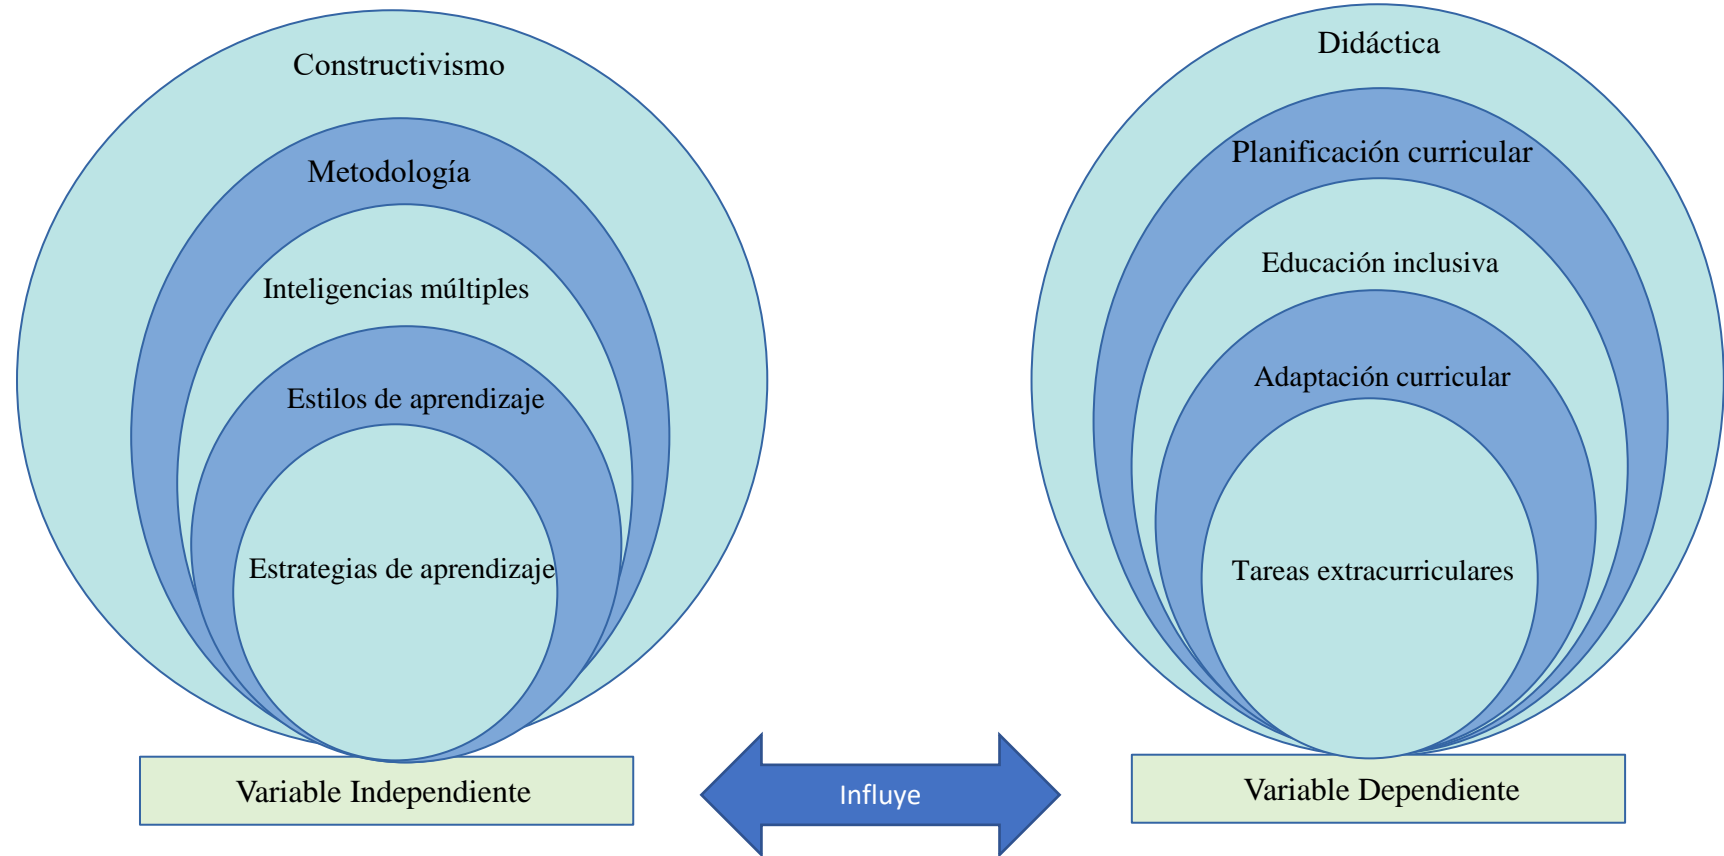 Constructivismo
Metodología
Inteligencias múltiples
Estilos de aprendizaje
Estrategias de aprendizaje
Variable Independiente
Influye
Didáctica
Planificación curricular
Educación inclusiva
Adaptación curricular
Tareas extracurriculares
Variable Dependiente